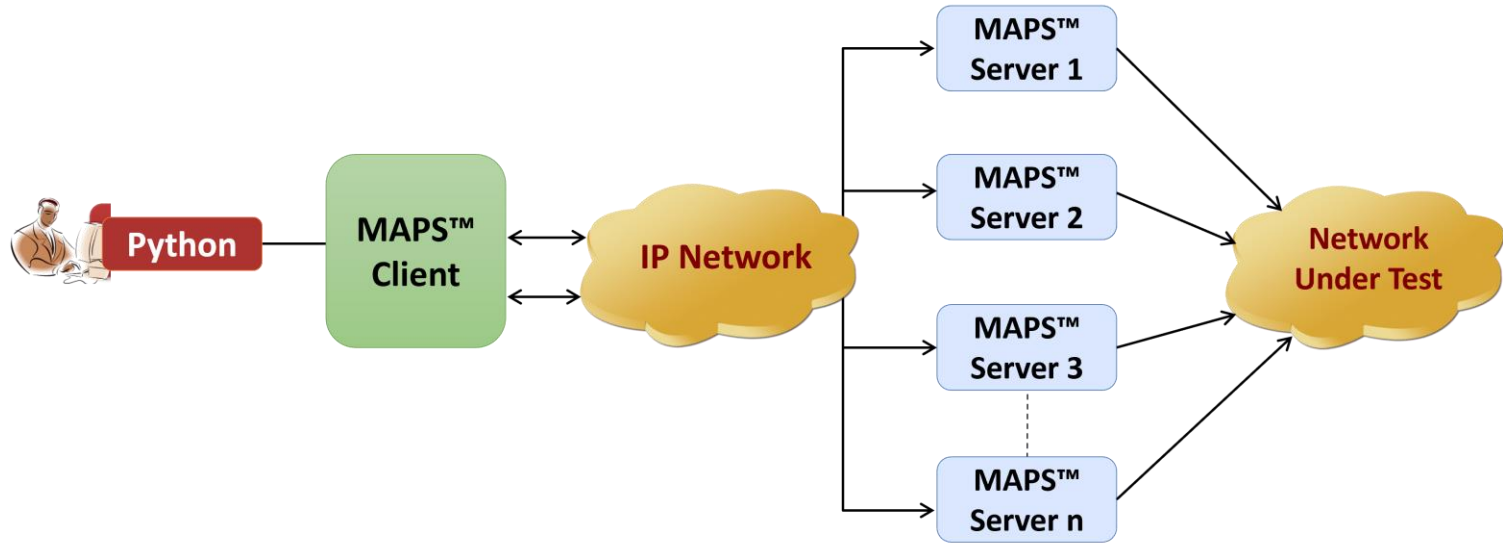 Python
MAPS™
Client
IP Network
MAPS™
Server 1
MAPS™
Server 2
MAPS™
Server 3
MAPS™
Server n
Network
Under Test